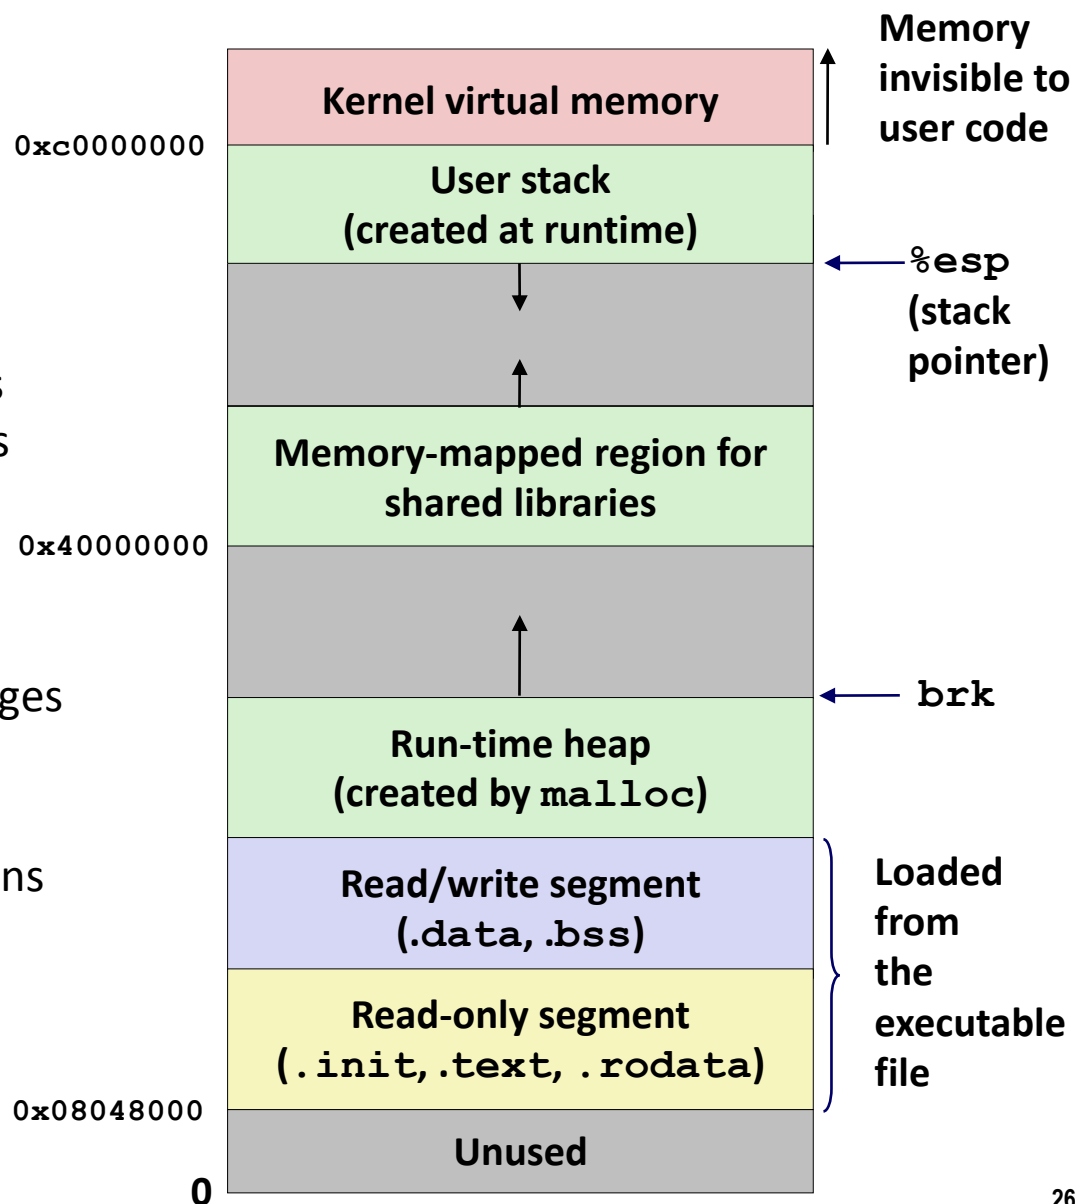 Memory
invisible to
user code
Kernel virtual memory
0xc0000000
User stack
(created at runtime)
%esp
(stack
pointer)
s
s
Memory-mapped region for
shared libraries
0x40000000
ges
brk
Run-time heap
(created by malloc)
ns
Read/write segment
(.data, .bss)
Loaded
from
the
executable
file
Read-only segment
(.init, .text, .rodata)
0x08048000
Unused
0
26